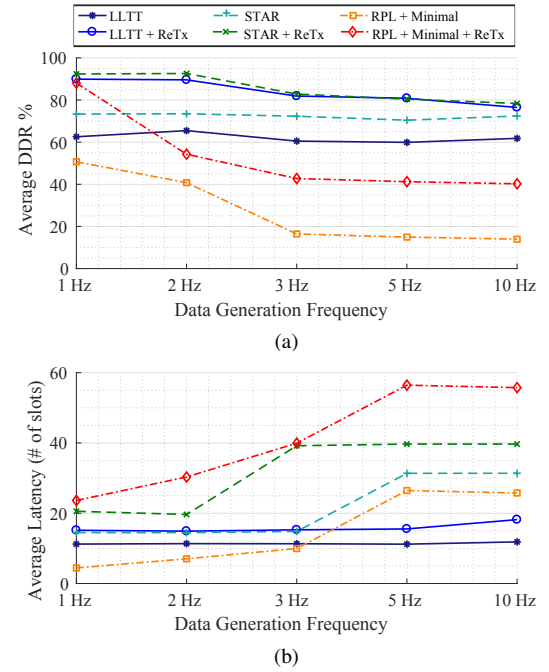 LLTT STAR RPL + Minimal
LLTT + ReTx STAR + ReTx RPL + Minimal + ReTx
Average DDR %
100
80
60
40
20
0
1 Hz 2 Hz 3 Hz 5 Hz 10 Hz
Data Generation Frequency
(a)
Average Latency (# of slots)
60
40
20
0
1 Hz 2 Hz 3 Hz 5 Hz 10 Hz
Data Generation Frequency
(b)